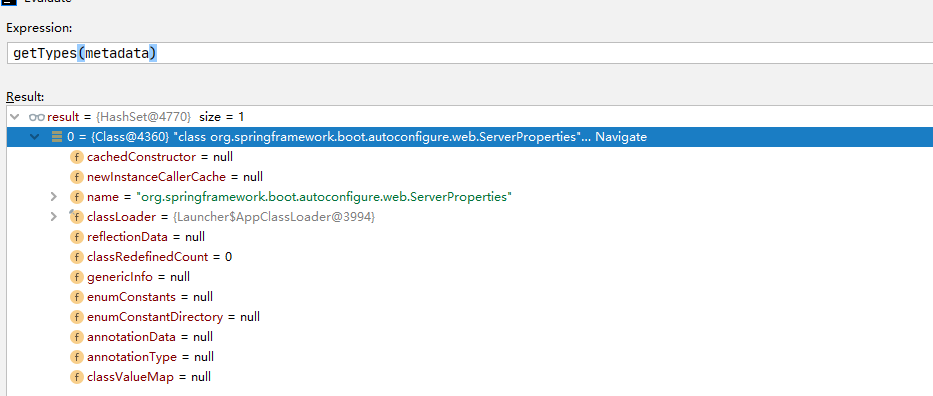 Evaluate
Expression:
getTypes(metadata)
Result:
result = {HashSet@4770} size = 1
0 = {Class@4360} "class org.springframework.boot.autoconfigure.web.ServerProperties"... Navigate
f cachedConstructor = null
f newInstanceCallerCache = null
f name = "org.springframework.boot.autoconfigure.web.ServerProperties"
f classLoader = {Launcher$AppClassLoader@3994}
f reflectionData = null
f classRedefinedCount = 0
f genericInfo = null
f enumConstants = null
f enumConstantDirectory = null
f annotationData = null
f annotationType = null
f classValueMap = null